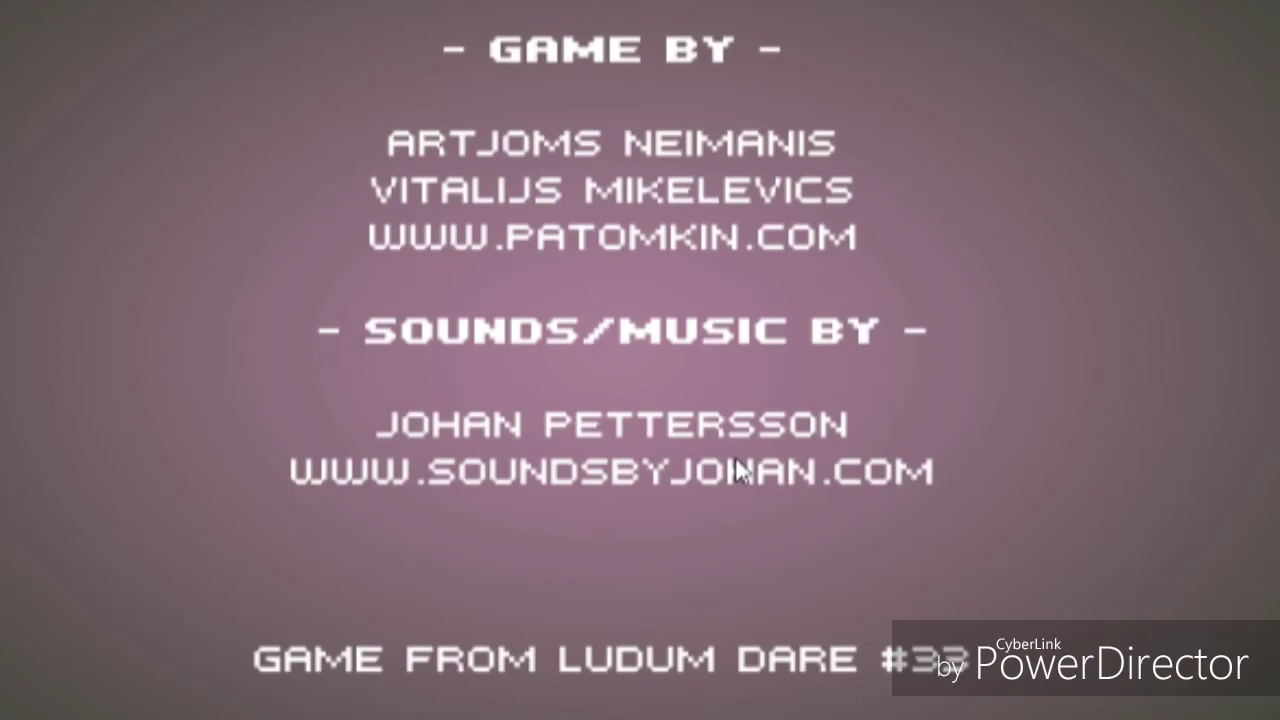 - GAME BY -
ARTJOMS NEIMANIS
VITALIJS MIKELEVICS
WWW.PATOMKIN.COM
- SOUNDS/MUSIC BY -
JOHAN PETTERSSON
WWW.SOUNDSBYJOHAN.COM
GAME FROM LUDUM DARE
CyberLink
by PowerDirector